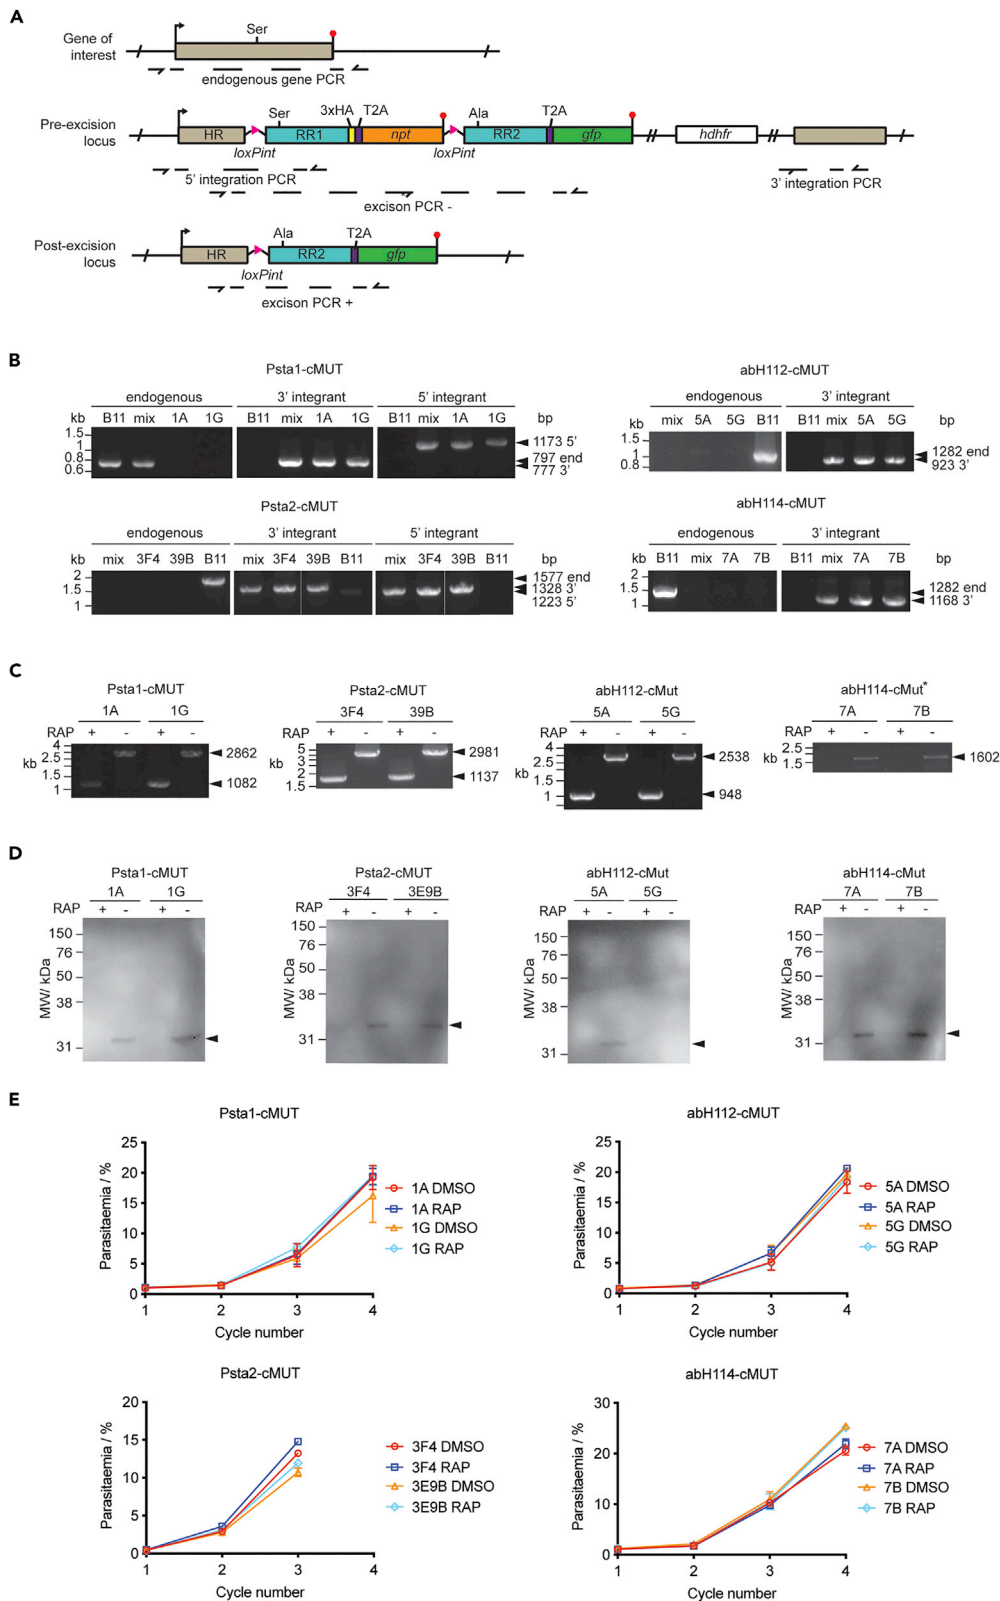 A
Gene of interest
Ser
endogenous gene PCR
Pre-excision locus
HR
loxPint
Ser
RR1
3xHA
T2A
npt
loxPint
Ala
RR2
T2A
gfp
hdhfr
5' integration PCR
3' integration PCR
excison PCR -
Post-excision locus
HR
loxPint
Ala
RR2
T2A
gfp
excison PCR +
B
Psta1-cMUT
endogenous 3' integrant 5' integrant
kb B11 mix 1A 1G B11 mix 1A 1G B11 mix 1A 1G bp
1.5
1
0.8
0.6
1173 5'
797 end
777 3'
abH112-cMUT
endogenous 3' integrant
kb mix 5A 5G B11 B11 mix 5A 5G bp
1.5
1
0.8
1282 end
923 3'
Psta2-cMUT
endogenous 3' integrant 5' integrant
kb mix 3F4 39B B11 mix 3F4 39B B11 mix 3F4 39B B11 bp
2
1.5
1
1577 end
1328 3'
1223 5'
abH114-cMUT
endogenous 3' integrant
kb B11 mix 7A 7B B11 mix 7A 7B bp
2
1.5
1
1282 end
1168 3'
C
Psta1-cMUT
1A 1G
RAP + - + -
4
2.5
kb
1.5
1
2862
1082
Psta2-cMUT
3F4 39B
RAP + - + -
5
3
kb
2
1.5
2981
1137
abH112-cMut
5A 5G
RAP + - + -
4
2.5
kb
1.5
1
2538
948
abH114-cMut*
7A 7B
RAP + - + -
2.5
kb
1.5
1602
D
Psta1-cMUT
1A 1G
RAP + - + -
MW/ kDa
150
76
50
38
31
Psta2-cMUT
3F4 3E9B
RAP + - + -
MW/ kDa
150
76
50
38
31
abH112-cMut
5A 5G
RAP + - + -
MW/ kDa
150
76
50
38
31
abH114-cMut
7A 7B
RAP + - + -
MW/ kDa
150
76
50
38
31
E
Psta1-cMUT
Parasitaemia / %
25
20
15
10
5
0
1 2 3 4
Cycle number
1A DMSO
1A RAP
1G DMSO
1G RAP
abH112-cMUT
Parasitaemia / %
25
20
15
10
5
0
1 2 3 4
Cycle number
5A DMSO
5A RAP
5G DMSO
5G RAP
Psta2-cMUT
Parasitaemia / %
20
15
10
5
0
1 2 3 4
Cycle number
3F4 DMSO
3F4 RAP
3E9B DMSO
3E9B RAP
abH114-cMUT
Parasitaemia / %
30
20
10
0
1 2 3 4
Cycle number
7A DMSO
7A RAP
7B DMSO
7B RAP